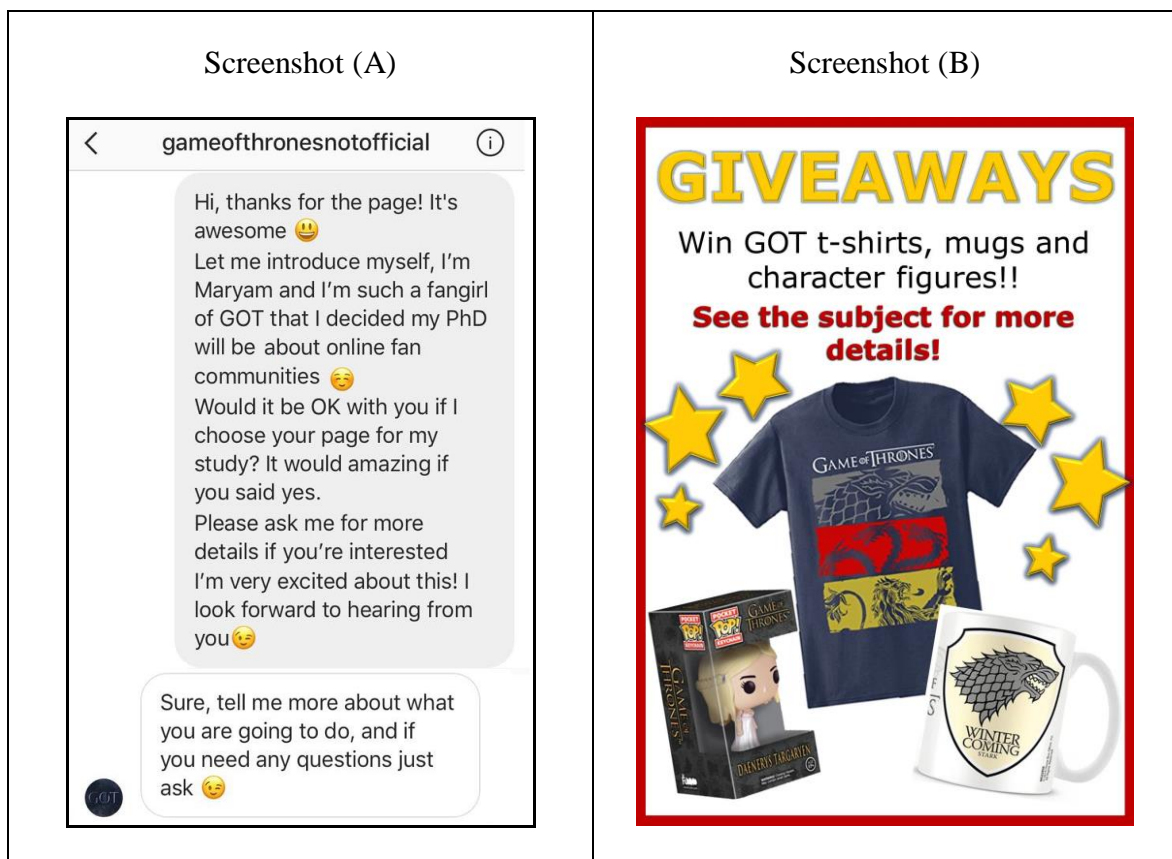 Screenshot (A)
gameofthronesnotofficial
Hi, thanks for the page! It's
awesome 😃
Let me introduce myself, I'm
Maryam and I'm such a fangirl
of GOT that I decided my PhD
will be about online fan
communities ☺️
Would it be OK with you if I
choose your page for my
study? It would amazing if
you said yes.
Please ask me for more
details if you're interested
I'm very excited about this! I
look forward to hearing from
you😉
Sure, tell me more about what
you are going to do, and if
you need any questions just
ask 😉
GOT
Screenshot (B)
GIVEAWAYS
Win GOT t-shirts, mugs and
character figures!!
See the subject for more
details!
GAME OF THRONES
POCKET
POP!
KEYCHAIN
POCKET
POP!
KEYCHAIN
GAME OF
THRONES
GAME OF
THRONES
DAENERYS TARGARYEN
WINTER
COMING
STARK